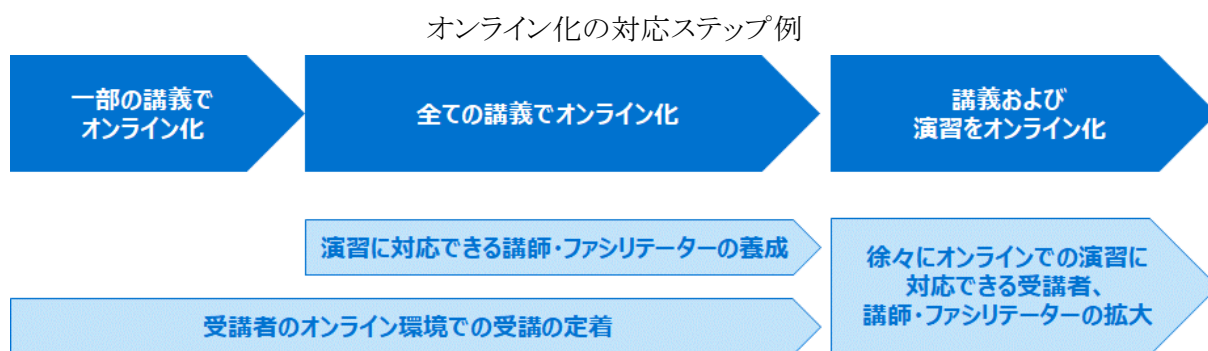 オンライン化の対応ステップ例
一部の講義で
オンライン化
全ての講義でオンライン化
講義および
演習をオンライン化
演習に対応できる講師・ファシリテーターの養成
受講者のオンライン環境での受講の定着
徐々にオンラインでの演習に
対応できる受講者、
講師・ファシリテーターの拡大